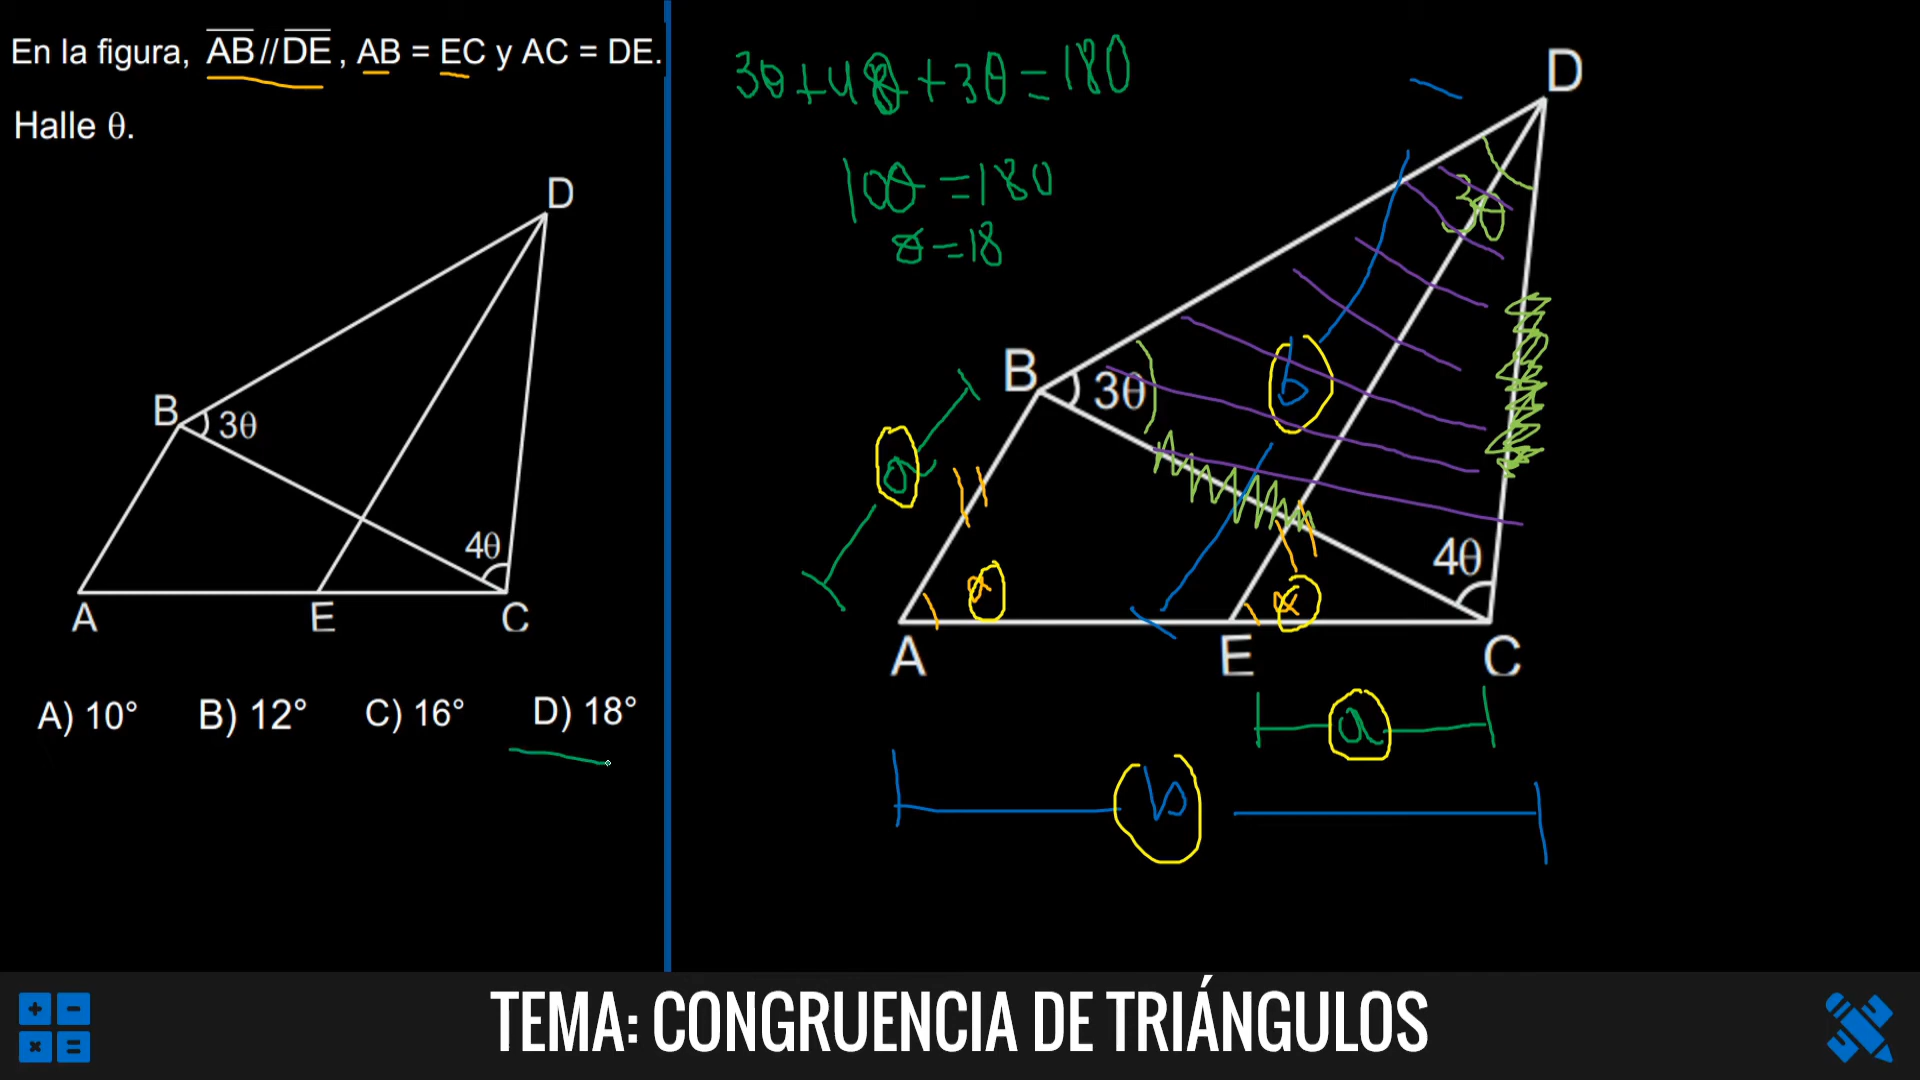 En la figura, AB // DE , AB = EC y AC = DE.
Halle θ.
D
B
3θ
4θ
A
E
C
A) 10°
B) 12°
C) 16°
D) 18°
3θ+4θ+3θ=180
10θ=180
θ=18
D
3θ
B
3θ
b
a
4θ
α
α
A
E
C
a
b
TEMA: CONGRUENCIA DE TRIÁNGULOS